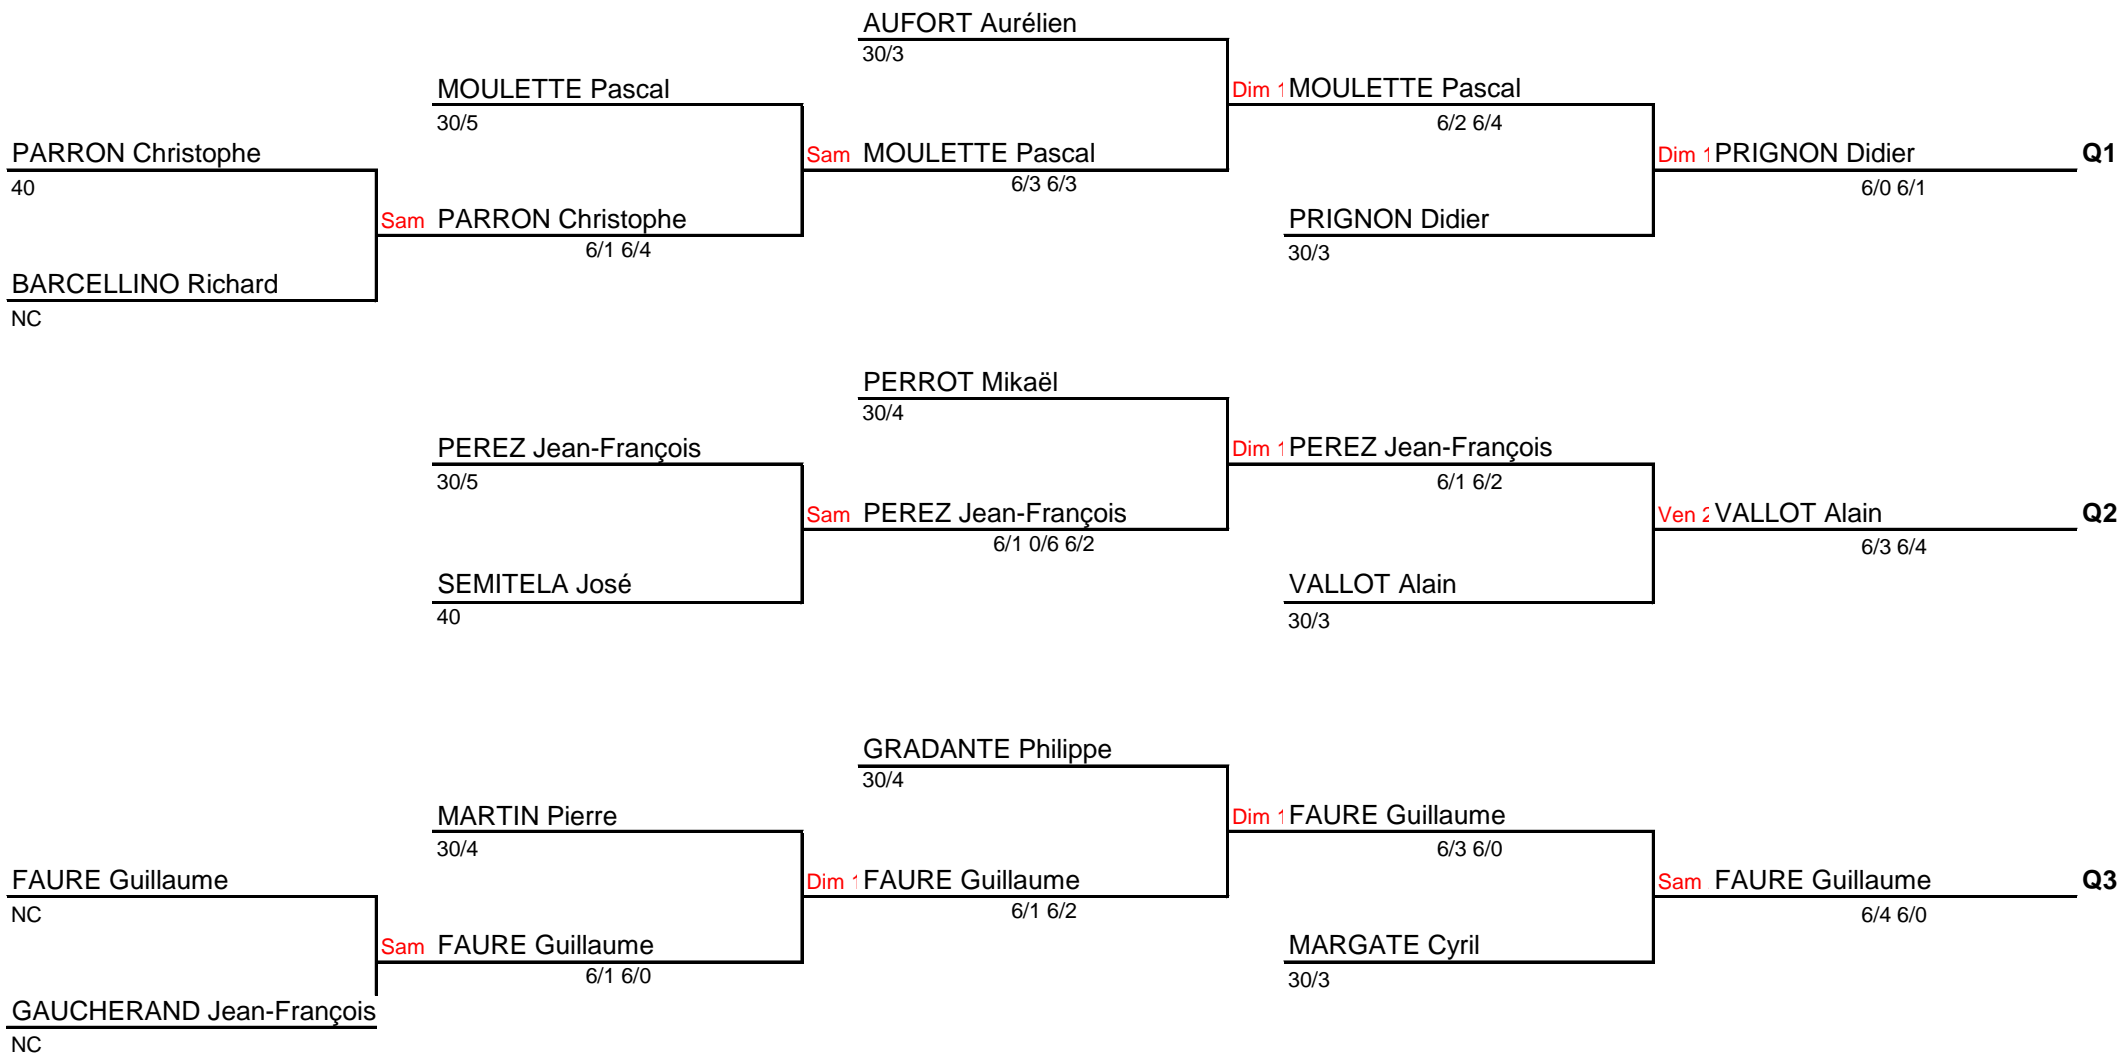 AUFORT Aurélien
30/3
MOULETTE Pascal
30/5
Dim 1 MOULETTE Pascal
6/2 6/4
PARRON Christophe
40
Sam MOULETTE Pascal
6/3 6/3
Dim 1 PRIGNON Didier
6/0 6/1
Q1
Sam PARRON Christophe
6/1 6/4
PRIGNON Didier
30/3
BARCELLINO Richard
NC
PERROT Mikaël
30/4
PEREZ Jean-François
30/5
Dim 1 PEREZ Jean-François
6/1 6/2
Sam PEREZ Jean-François
6/1 0/6 6/2
Ven 2 VALLOT Alain
6/3 6/4
Q2
SEMITELA José
40
VALLOT Alain
30/3
GRADANTE Philippe
30/4
MARTIN Pierre
30/4
Dim 1 FAURE Guillaume
6/3 6/0
FAURE Guillaume
NC
Dim 1 FAURE Guillaume
6/1 6/2
Sam FAURE Guillaume
6/4 6/0
Q3
Sam FAURE Guillaume
6/1 6/0
MARGATE Cyril
30/3
GAUCHERAND Jean-François
NC